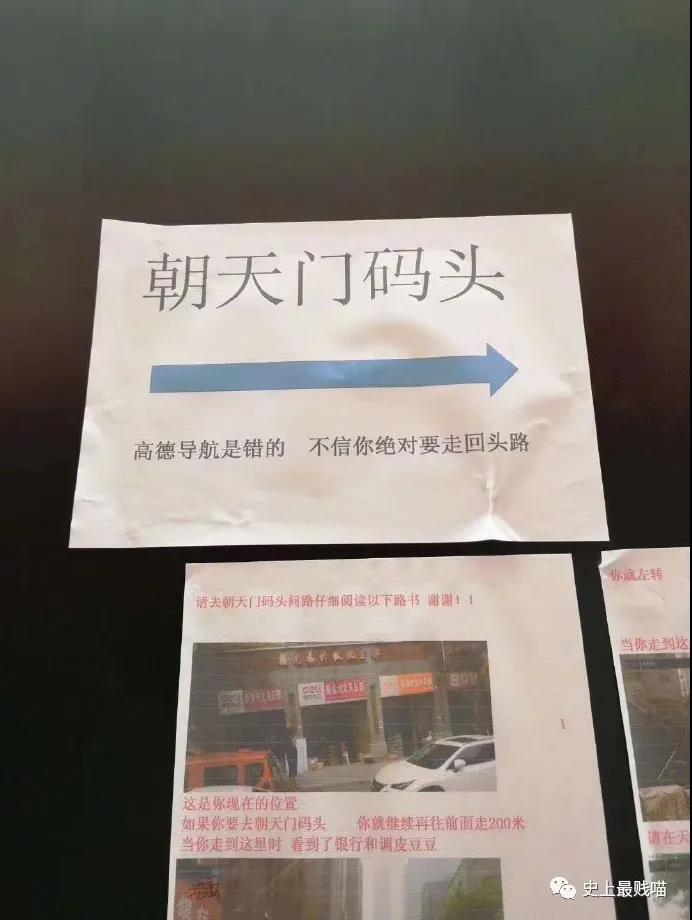 朝天门码头
高德导航是错的 不信你绝对要走回头路
请去朝天门码头问路仔细阅读以下路书 谢谢！！
deli
deli
1
这是你现在的位置
如果你要去朝天门码头 你就继续再往前面走200米
当你走到这里时 看到了银行和调皮豆豆
你就左转
当你走到这
请在天
史上最贱喵